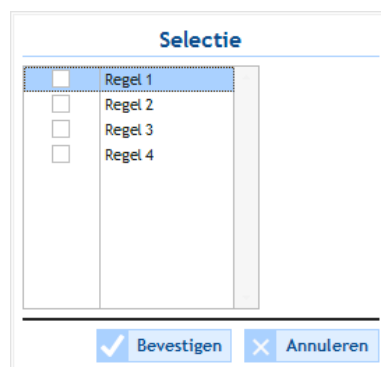 Selectie
Regel 1
Regel 2
Regel 3
Regel 4
Bevestigen Annuleren